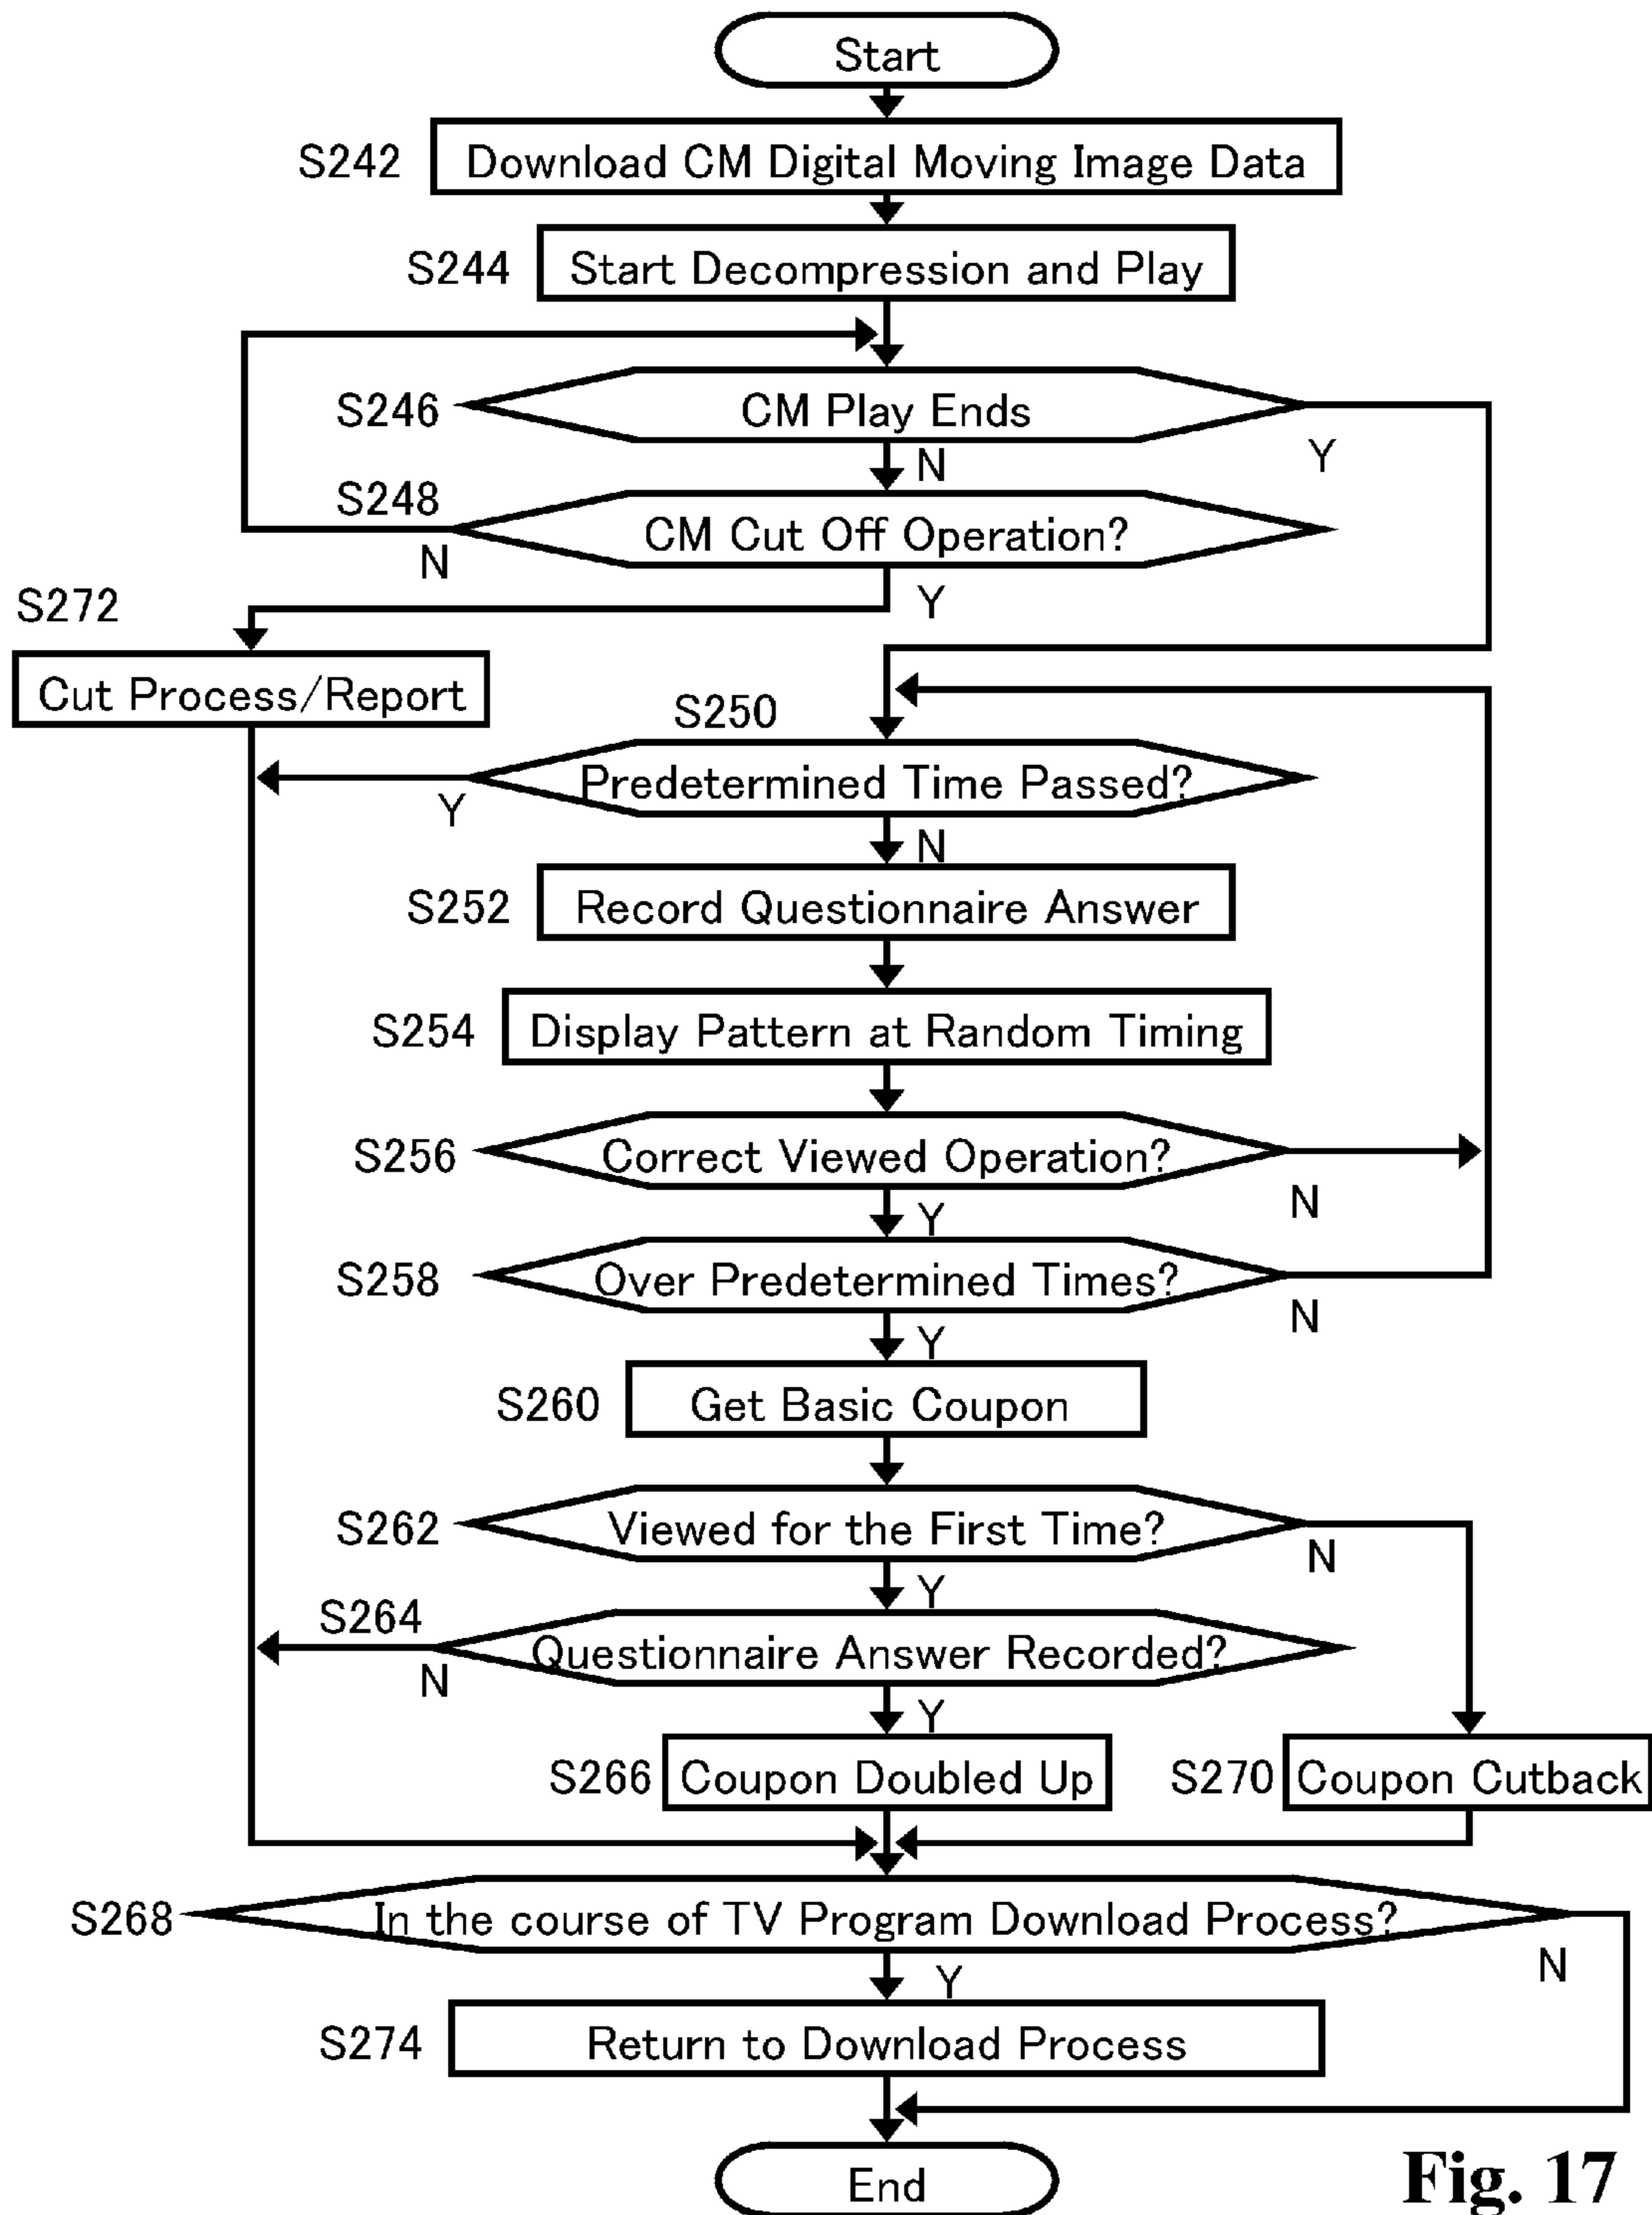 Start
S242 Download CM Digital Moving Image Data
S244 Start Decompression and Play
S246 CM Play Ends
Y
N
S248 CM Cut Off Operation?
N
Y
S272
Cut Process/Report
S250
Predetermined Time Passed?
Y
N
S252 Record Questionnaire Answer
S254 Display Pattern at Random Timing
S256 Correct Viewed Operation?
N
Y
S258 Over Predetermined Times?
N
Y
S260 Get Basic Coupon
S262 Viewed for the First Time?
N
Y
S264 Questionnaire Answer Recorded?
N
Y
S266 Coupon Doubled Up
S270 Coupon Cutback
S268 In the course of TV Program Download Process?
N
Y
S274 Return to Download Process
End
Fig. 17